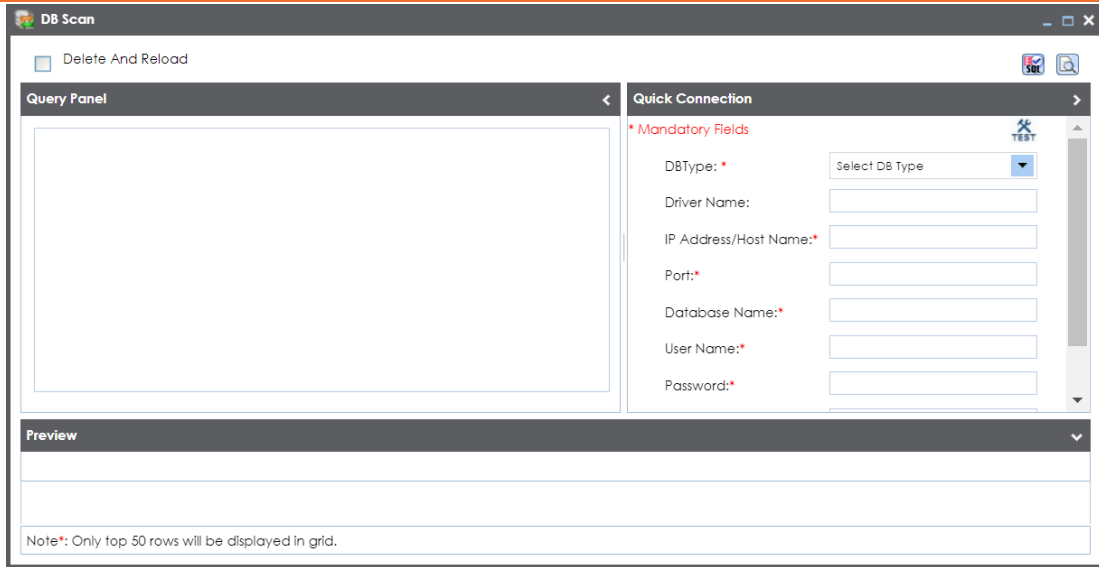 DB Scan
Delete And Reload
SQL
Query Panel
Quick Connection
* Mandatory Fields
TEST
DBType: *
Select DB Type
Driver Name:
IP Address/Host Name:*
Port:*
Database Name:*
User Name:*
Password:*
Preview
Note*: Only top 50 rows will be displayed in grid.